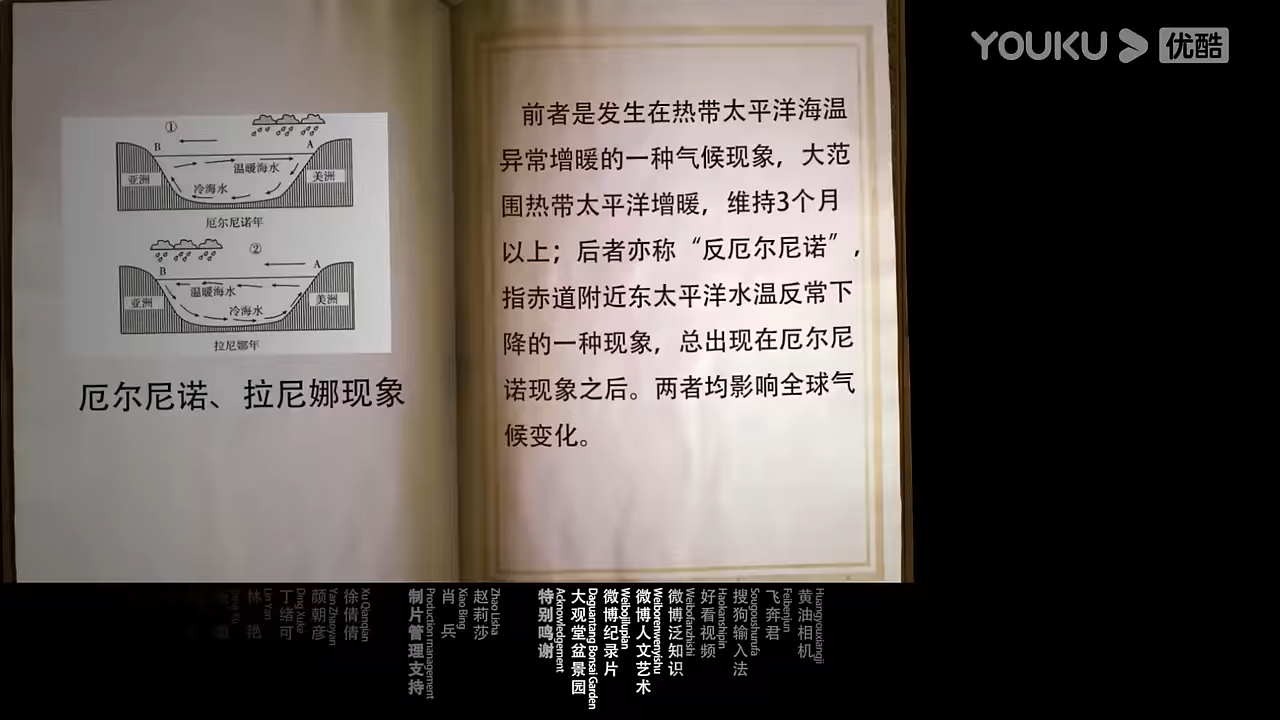 YOUKU 优酷
①
B
A
温暖海水
亚洲
美洲
冷海水
厄尔尼诺年
②
B
A
温暖海水
亚洲
美洲
冷海水
拉尼娜年
厄尔尼诺、拉尼娜现象
前者是发生在热带太平洋海温
异常增暖的一种气候现象，大范
围热带太平洋增暖，维持3个月
以上；后者亦称“反厄尔尼诺”，
指赤道附近东太平洋水温反常下
降的一种现象，总出现在厄尔尼
诺现象之后。两者均影响全球气
候变化。
林艳
Lin Yan
丁绪可
Ding Xuke
颜朝彦
Yan Zhaoyan
徐倩倩
Xu Qianqian
制片管理支持
Production management
肖兵
Xiao Bing
赵莉莎
Zhao Lisha
特别鸣谢
Acknowledgement
大观堂盆景园
Daguantang Bonsai Garden
微博纪录片
Weibojilupian
微博人文艺术
Weiborenwenyishu
微博泛知识
Weibofanzhishi
好看视频
Haokanshipin
搜狗输入法
Sougoushurufa
飞奔君
Feibenjun
黄油相机
Huangyouxiangji